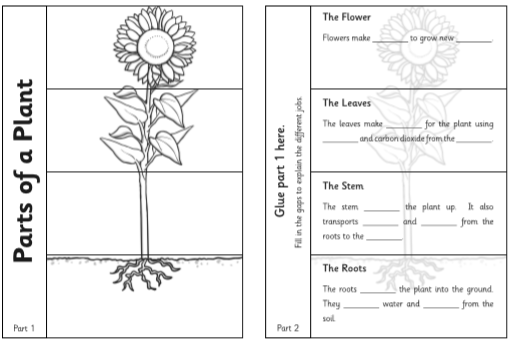 Parts of a Plant
Part 1
Glue part 1 here.
Fill in the gaps to explain the different jobs.
Part 2
The Flower
Flowers make ________ to grow new ________.
The Leaves
The leaves make ________ for the plant using
________ and carbon dioxide from the ________.
The Stem
The stem ________ the plant up. It also
transports ________ and ________ from the
roots to the ________.
The Roots
The roots ________ the plant into the ground.
They ________ water and ________ from the
soil.